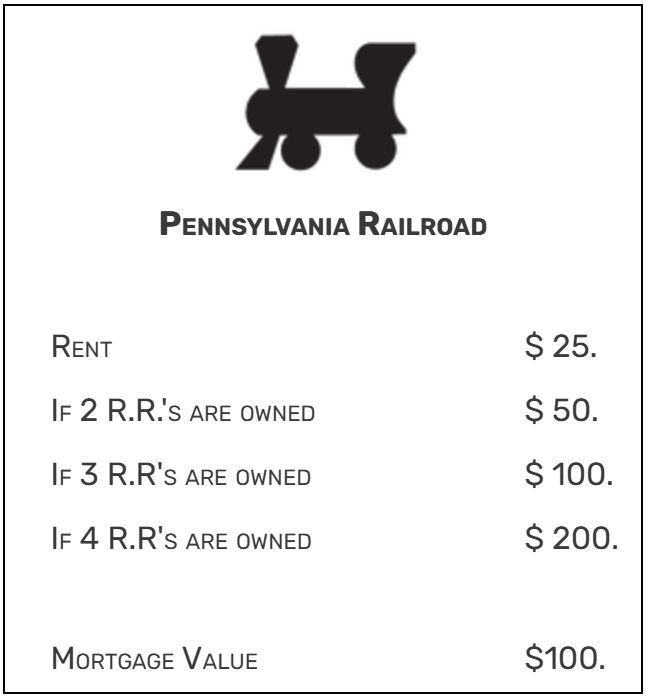 Pennsylvania Railroad
Rent $ 25.
If 2 R.R.'s are owned $ 50.
If 3 R.R's are owned $ 100.
If 4 R.R's are owned $ 200.
Mortgage Value $100.